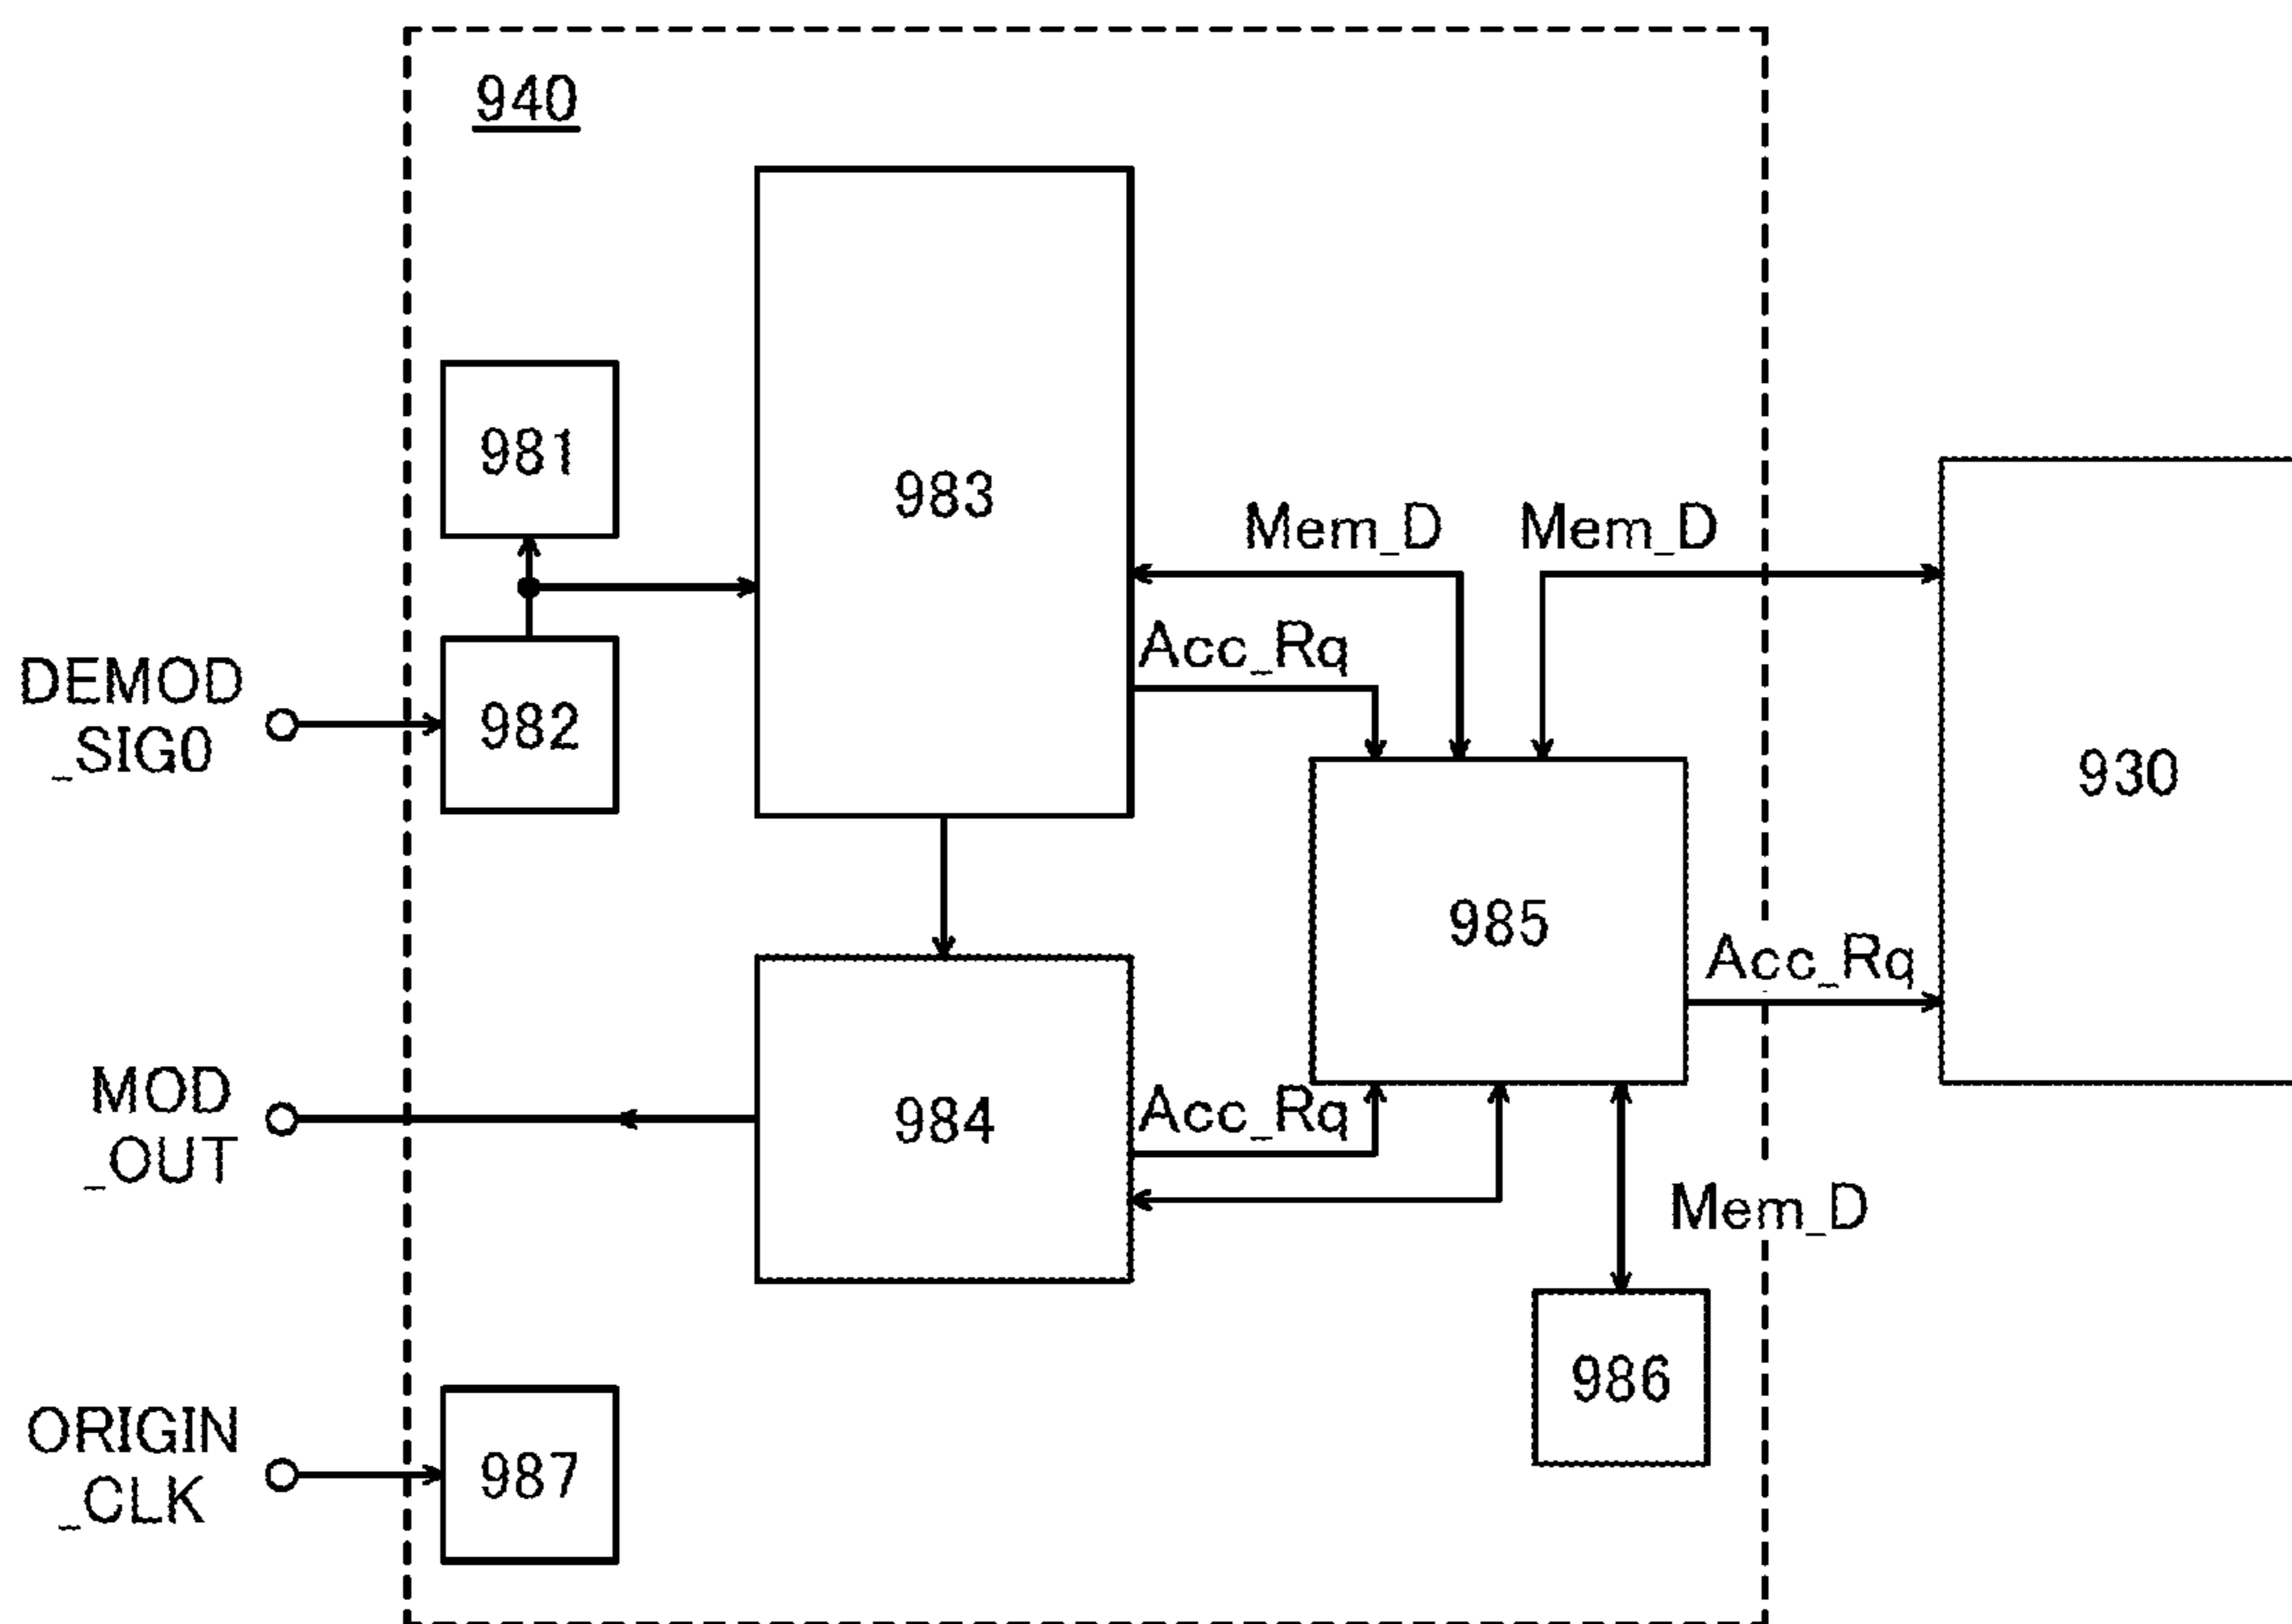 940
981
983
Mem_D
Mem_D
Acc_Rq
DEMOD
_SIG0
982
930
985
Acc_Rq
MOD
_OUT
984
Acc_Rq
Mem_D
986
ORIGIN
_CLK
987